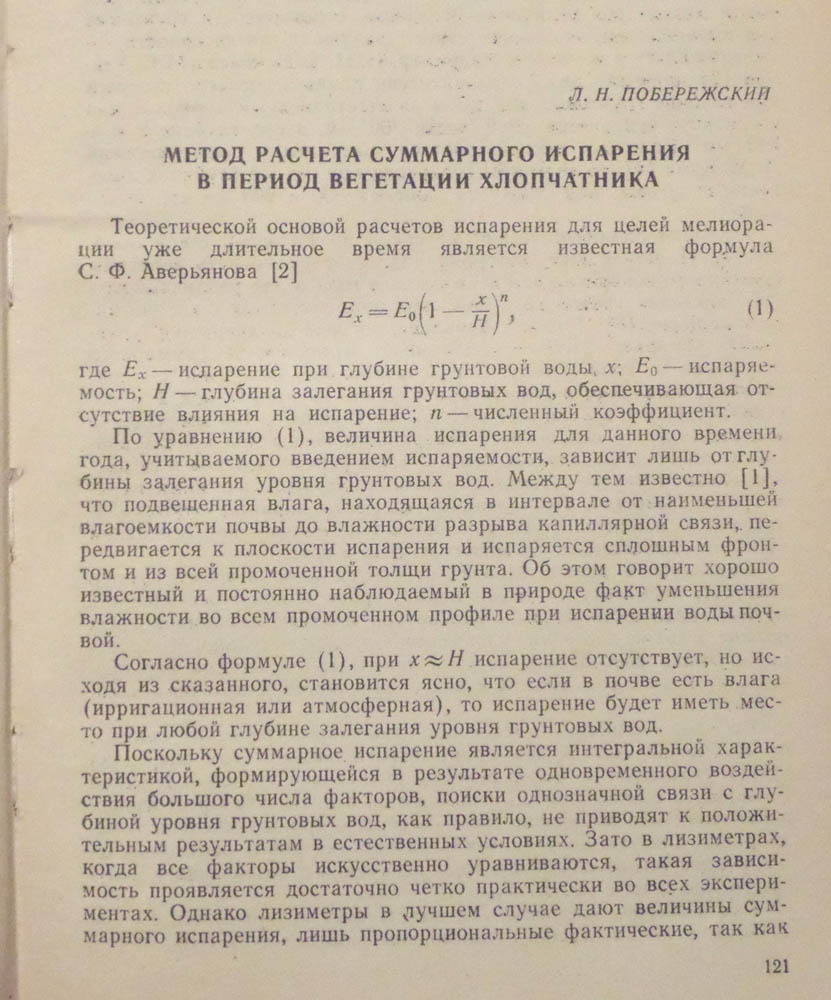 Л. Н. ПОБЕРЕЖСКИЙ
МЕТОД РАСЧЕТА СУММАРНОГО ИСПАРЕНИЯ
В ПЕРИОД ВЕГЕТАЦИИ ХЛОПЧАТНИКА
Теоретической основой расчетов испарения для целей мелиора-
ции уже длительное время является известная формула
С. Ф. Аверьянова [2]
Eₓ = E₀(1 — x/H)ⁿ, (1)
где Eₓ — испарение при глубине грунтовой воды, x; E₀ — испаряе-
мость; H — глубина залегания грунтовых вод, обеспечивающая от-
сутствие влияния на испарение; n — численный коэффициент.
По уравнению (1), величина испарения для данного времени
года, учитываемого введением испаряемости, зависит лишь от глу-
бины залегания уровня грунтовых вод. Между тем известно [1],
что подвещенная влага, находящаяся в интервале от наименьшей
влагоемкости почвы до влажности разрыва капиллярной связи, пе-
редвигается к плоскости испарения и испаряется сплошным фрон-
том и из всей промоченной толщи грунта. Об этом говорит хорошо
известный и постоянно наблюдаемый в природе факт уменьшения
влажности во всем промоченном профиле при испарении воды поч-
вой.
Согласно формуле (1), при x≈H испарение отсутствует, но ис-
ходя из сказанного, становится ясно, что если в почве есть влага
(ирригационная или атмосферная), то испарение будет иметь мес-
то при любой глубине залегания уровня грунтовых вод.
Поскольку суммарное испарение является интегральной харак-
теристикой, формирующейся в результате одновременного воздей-
ствия большого числа факторов, поиски однозначной связи с глу-
биной уровня грунтовых вод, как правило, не приводят к положи-
тельным результатам в естественных условиях. Зато в лизиметрах,
когда все факторы искусственно уравниваются, такая зависи-
мость проявляется достаточно четко практически во всех экспери-
ментах. Однако лизиметры в лучшем случае дают величины сум-
марного испарения, лишь пропорциональные фактические, так как
121